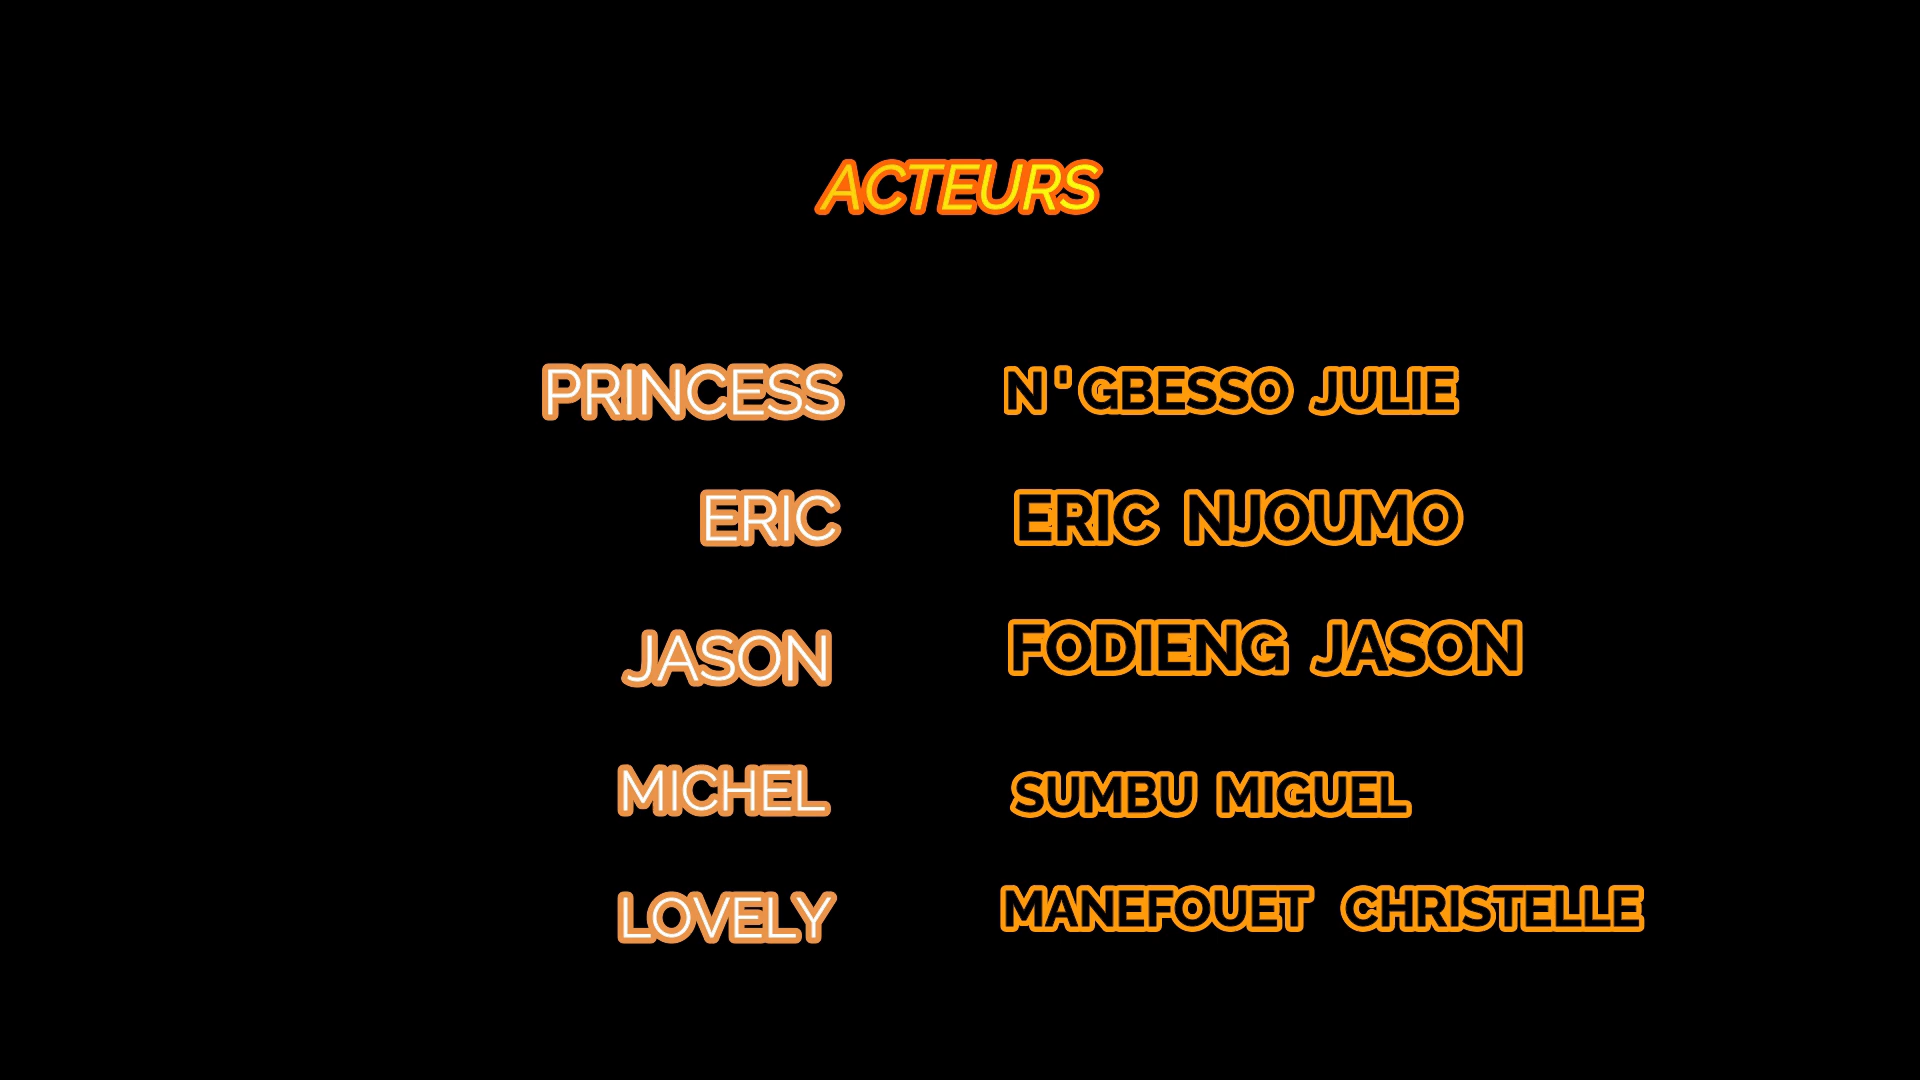 ACTEURS
PRINCESS N'GBESSO JULIE
ERIC ERIC NJOUMO
JASON FODIENG JASON
MICHEL SUMBU MIGUEL
LOVELY MANEFOUET CHRISTELLE